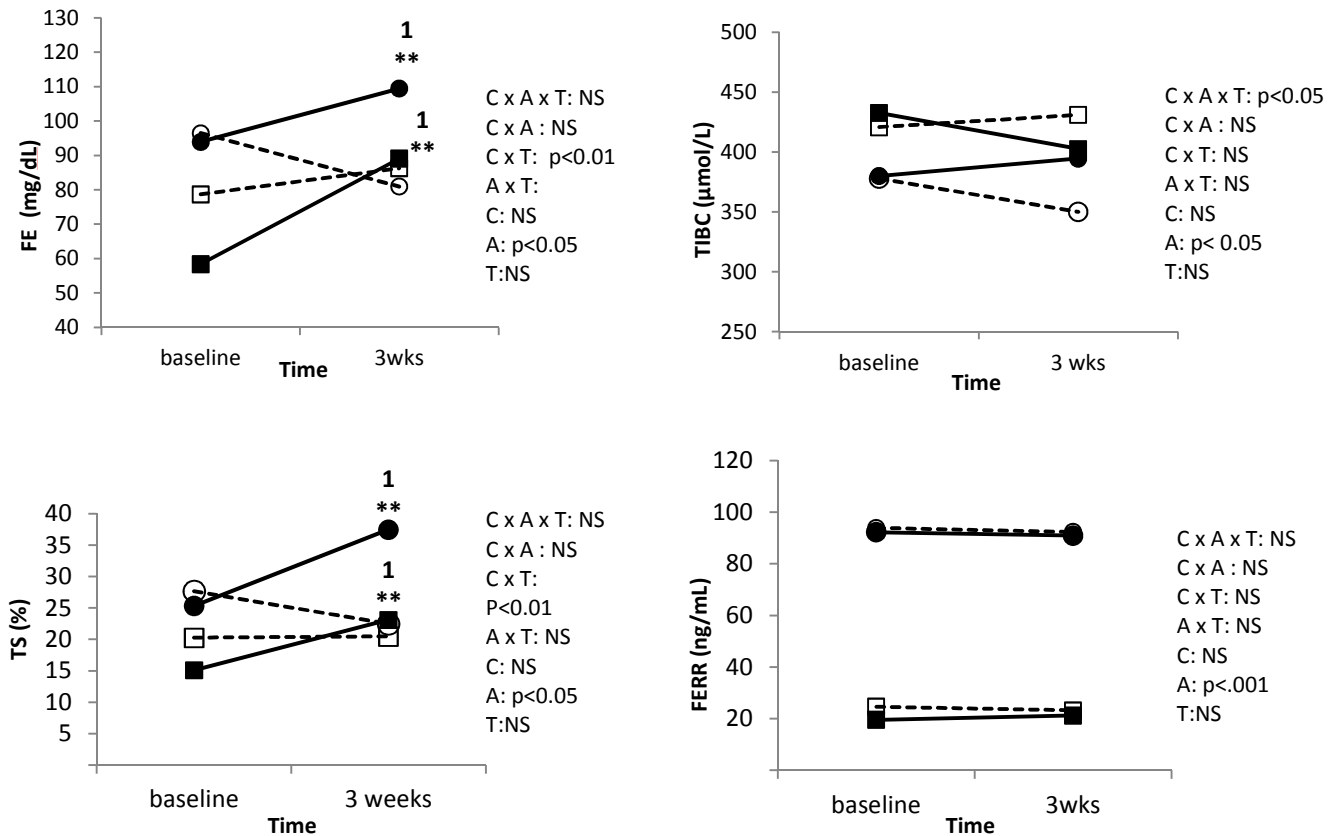 FE (mg/dL)
130
120
110
100
90
80
70
60
50
40
1
**
1
**
baseline
3wks
Time
C x A x T: NS
C x A : NS
C x T: p<0.01
A x T:
C: NS
A: p<0.05
T:NS
TIBC (µmol/L)
500
450
400
350
300
250
baseline
3 wks
Time
C x A x T: p<0.05
C x A : NS
C x T: NS
A x T: NS
C: NS
A: p< 0.05
T:NS
TS (%)
40
35
30
25
20
15
10
5
1
**
1
**
baseline
3 weeks
Time
C x A x T: NS
C x A : NS
C x T:
P<0.01
A x T: NS
C: NS
A: p<0.05
T:NS
FERR (ng/mL)
120
100
80
60
40
20
baseline
3wks
Time
C x A x T: NS
C x A : NS
C x T: NS
A x T: NS
C: NS
A: p<.001
T:NS